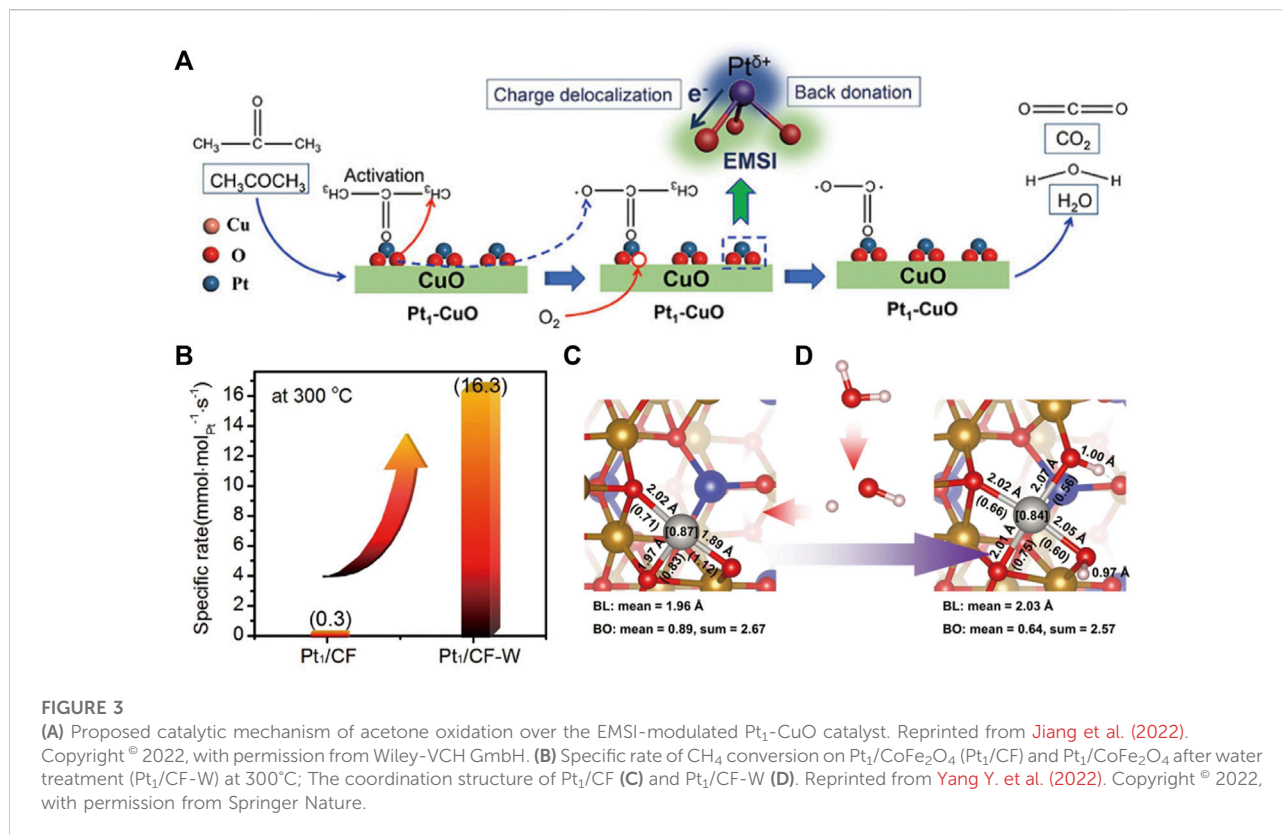 A
Ptδ+
Charge delocalization
e-
Back donation
EMSI
O
CH3
C
CH3
CH3COCH3
Cu
O
Pt
Activation
CH3
C
CH3
O
CuO
Pt1-CuO
O2
·O
C
CH3
O
CuO
Pt1-CuO
·O
C·
O
CuO
Pt1-CuO
O=C=O
CO2
H O H
H2O
B
at 300 °C
Specific rate(mmol·molPt-1·s-1)
16
14
12
10
8
6
4
2
0
(0.3)
(16.3)
Pt1/CF
Pt1/CF-W
C
2.02 Å
(0.71)
[0.87]
1.89 Å
1.97 Å
(0.83)
(1.12)
BL: mean = 1.96 Å
BO: mean = 0.89, sum = 2.67
D
1.00 Å
2.07 Å
(0.56)
2.02 Å
(0.66)
[0.84]
2.05 Å
(0.60)
2.01 Å
(0.75)
0.97 Å
BL: mean = 2.03 Å
BO: mean = 0.64, sum = 2.57
FIGURE 3
(A) Proposed catalytic mechanism of acetone oxidation over the EMSI-modulated Pt1-CuO catalyst. Reprinted from Jiang et al. (2022).
Copyright © 2022, with permission from Wiley-VCH GmbH. (B) Specific rate of CH4 conversion on Pt1/CoFe2O4 (Pt1/CF) and Pt1/CoFe2O4 after water
treatment (Pt1/CF-W) at 300°C; The coordination structure of Pt1/CF (C) and Pt1/CF-W (D). Reprinted from Yang Y. et al. (2022). Copyright © 2022,
with permission from Springer Nature.